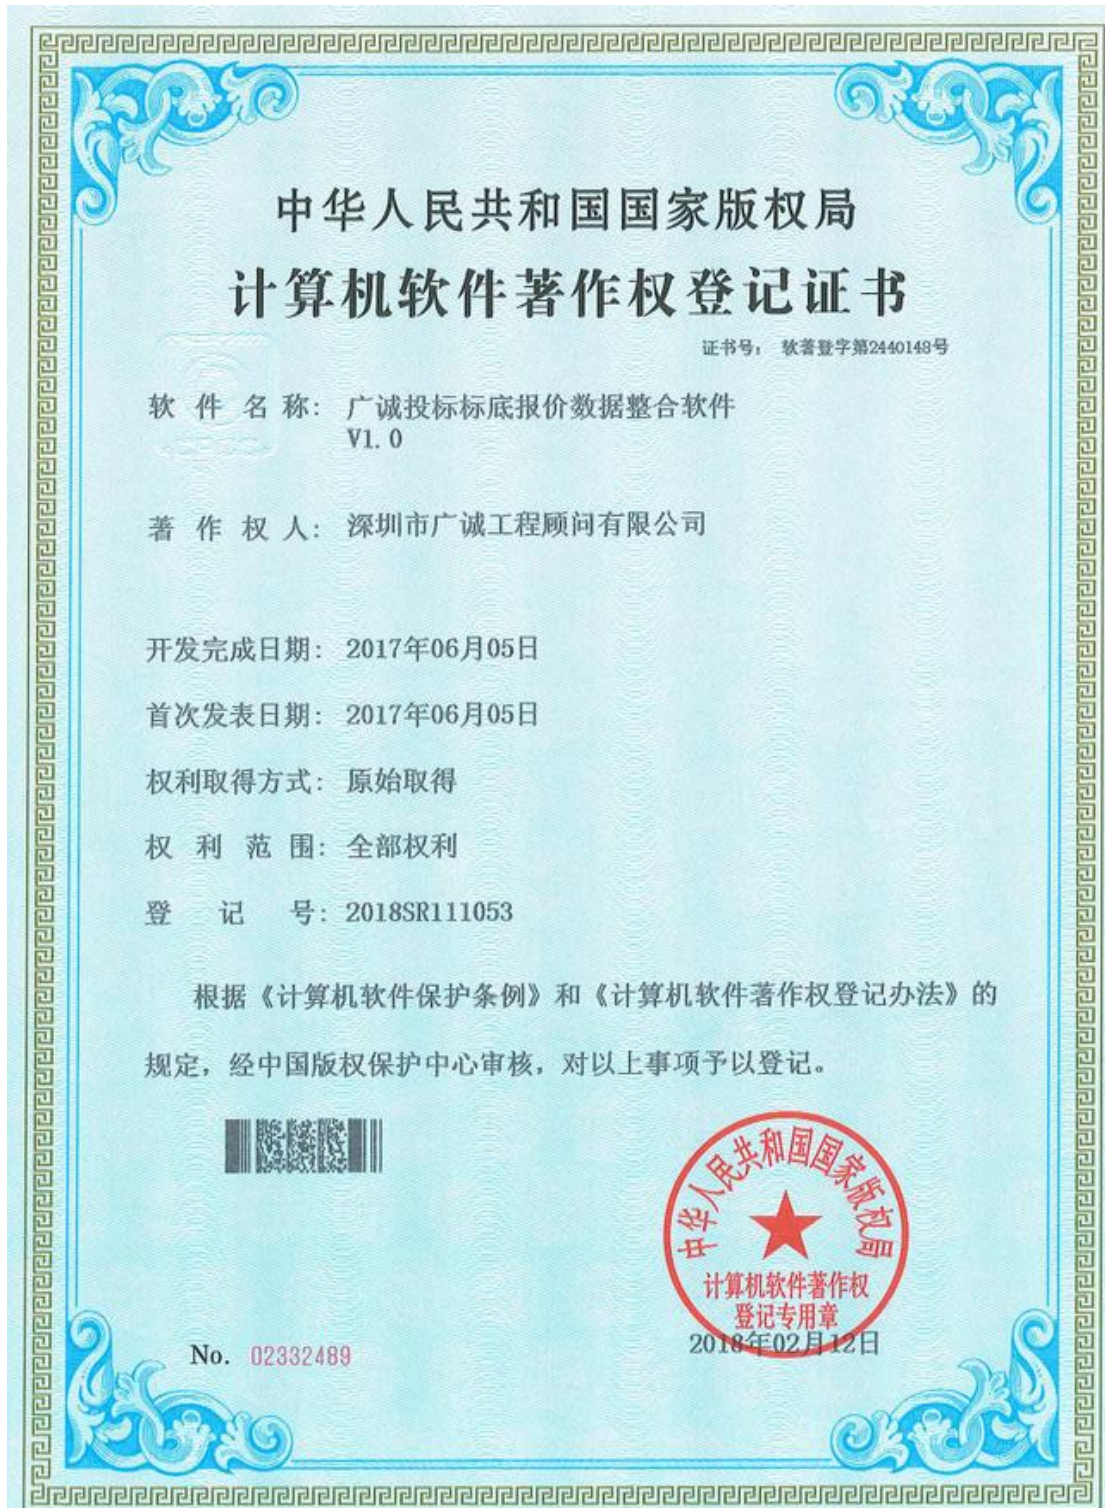 中华人民共和国国家版权局
计算机软件著作权登记证书
证书号： 软著登字第2440148号
软件名称： 广诚投标标底报价数据整合软件
V1.0
著作权人： 深圳市广诚工程顾问有限公司
开发完成日期： 2017年06月05日
首次发表日期： 2017年06月05日
权利取得方式： 原始取得
权利范围： 全部权利
登记号： 2018SR111053
根据《计算机软件保护条例》和《计算机软件著作权登记办法》的
规定，经中国版权保护中心审核，对以上事项予以登记。
中华人民共和国国家版权局
计算机软件著作权
登记专用章
2018年02月12日
No. 02332489